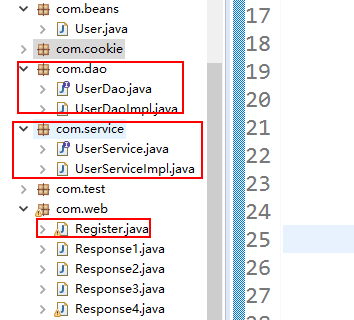 com.beans
User.java
com.cookie
com.dao
UserDao.java
UserDaoImpl.java
com.service
UserService.java
UserServiceImpl.java
com.test
com.web
Register.java
Response1.java
Response2.java
Response3.java
Response4.java
17
18
19
20
21
22
23
24
25
26
27